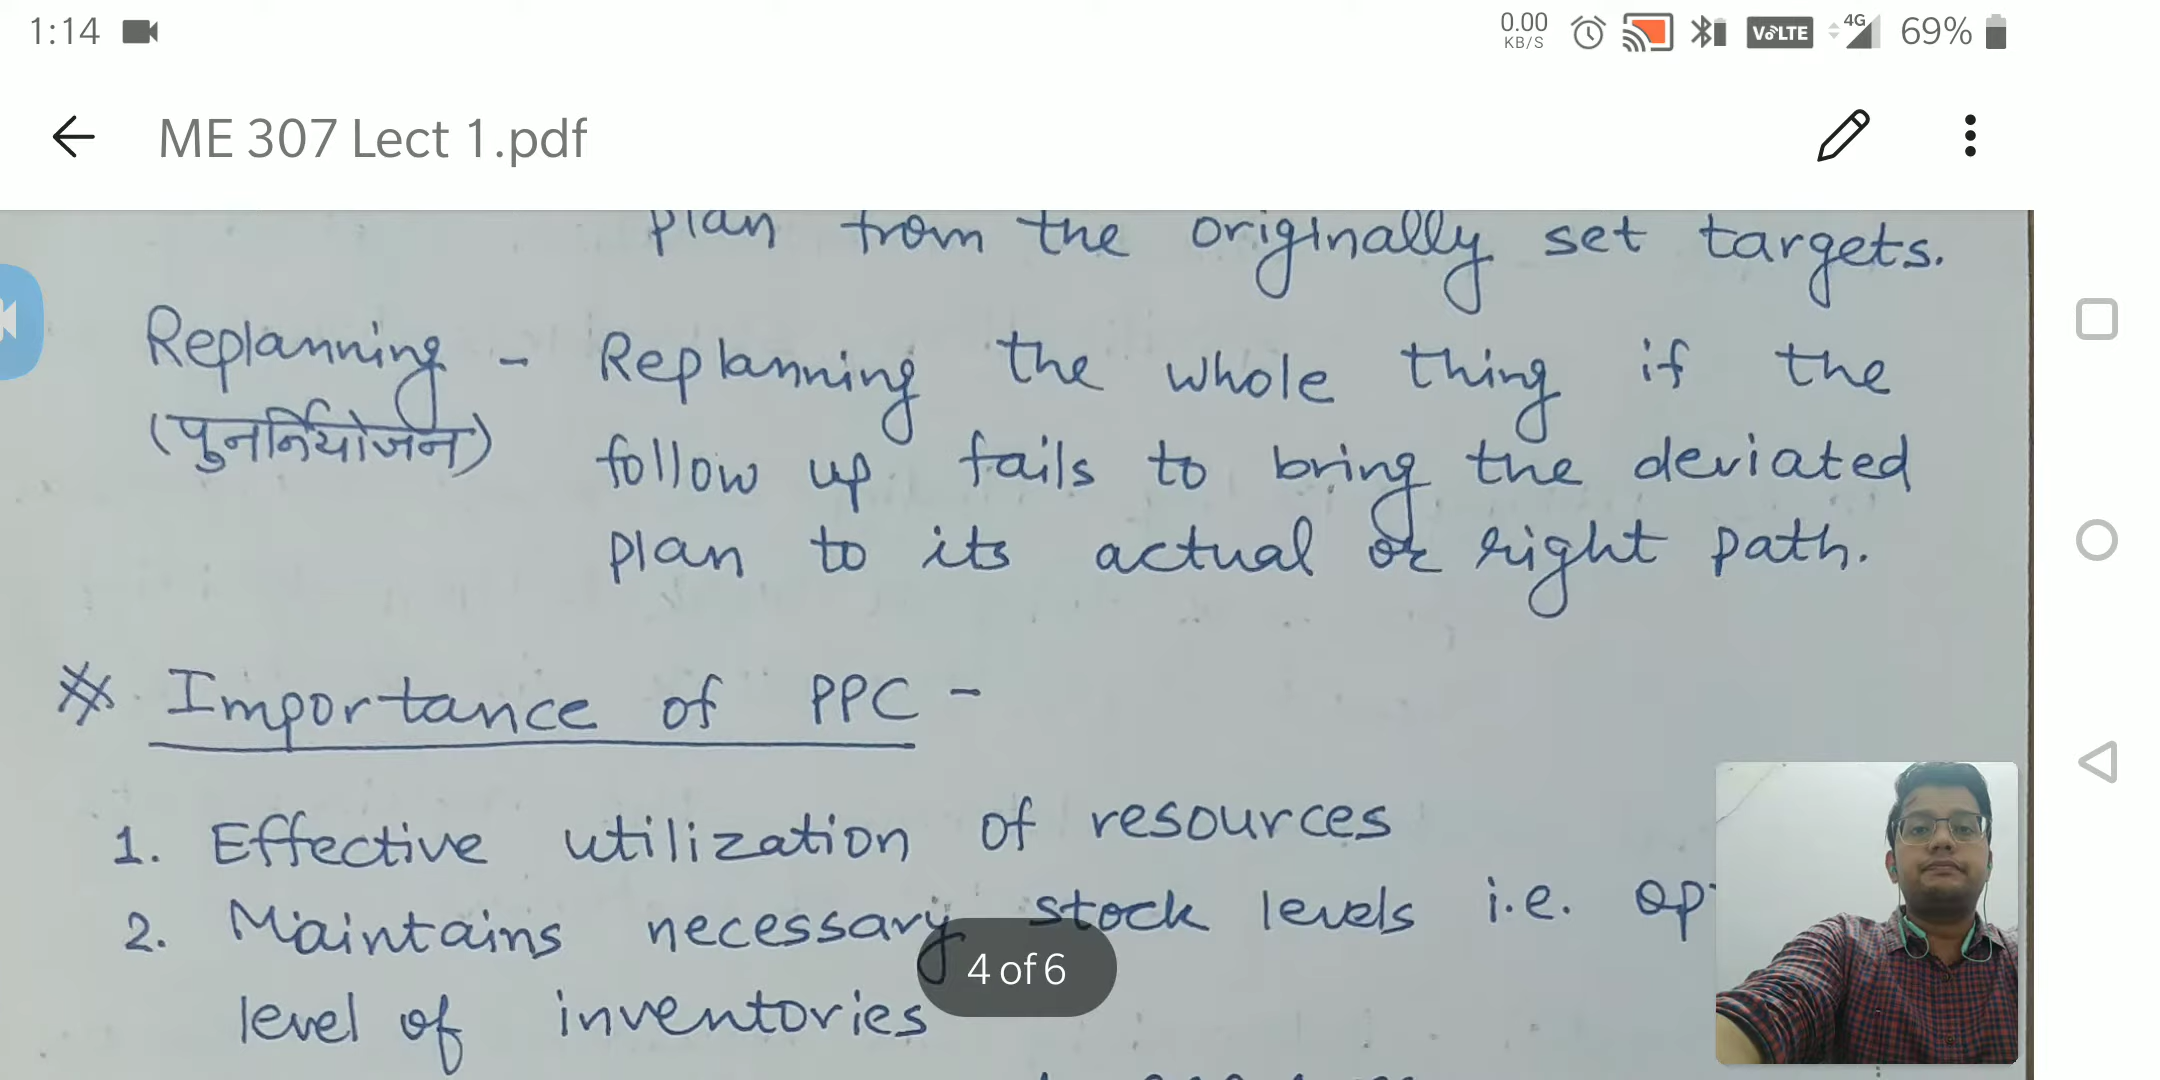 1:14
0.00
KB/S
VoLTE
4G
69%
ME 307 Lect 1.pdf
plan from the originally set targets.
Replanning - Replanning the whole thing if the
(पुनर्नियोजन) follow up fails to bring the deviated
plan to its actual or right path.
Importance of PPC -
1. Effective utilization of resources
2. Maintains necessary stock levels i.e. op
level of inventories
4 of 6